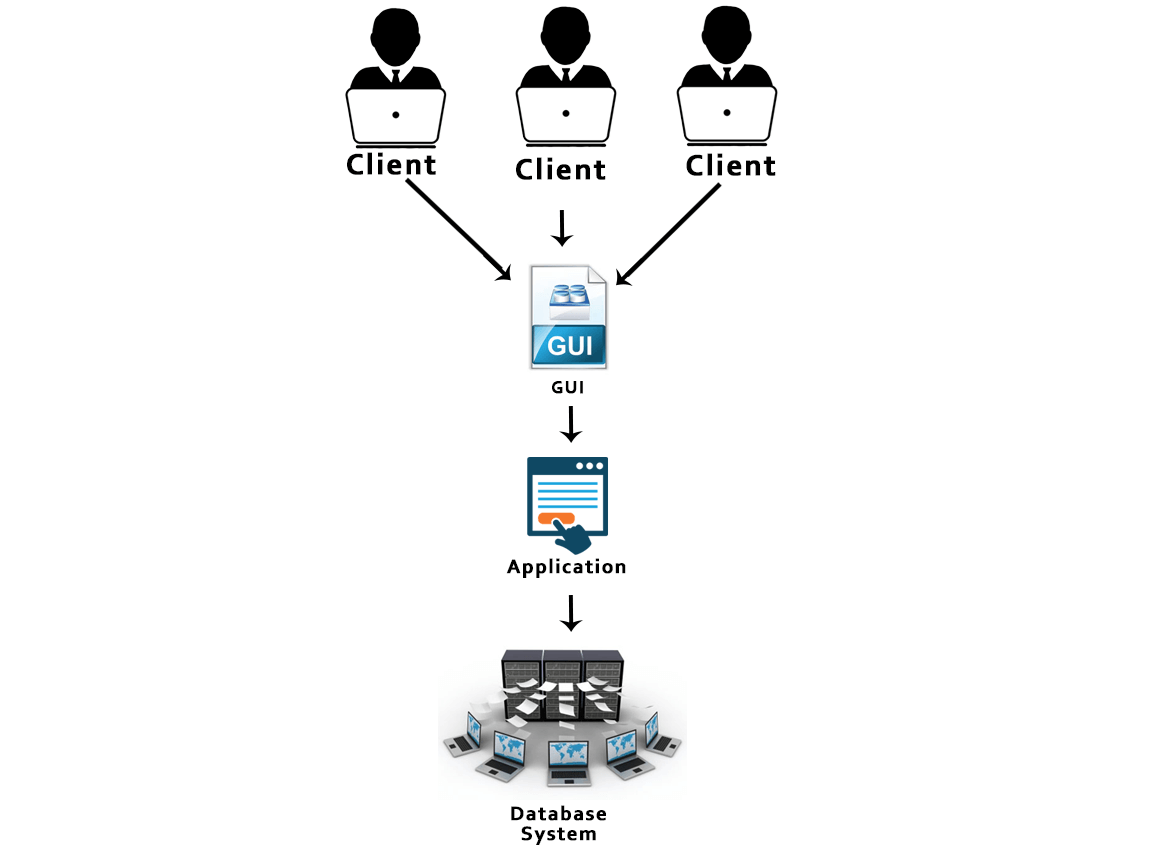 Client
Client
Client
GUI
GUI
Application
Database
System